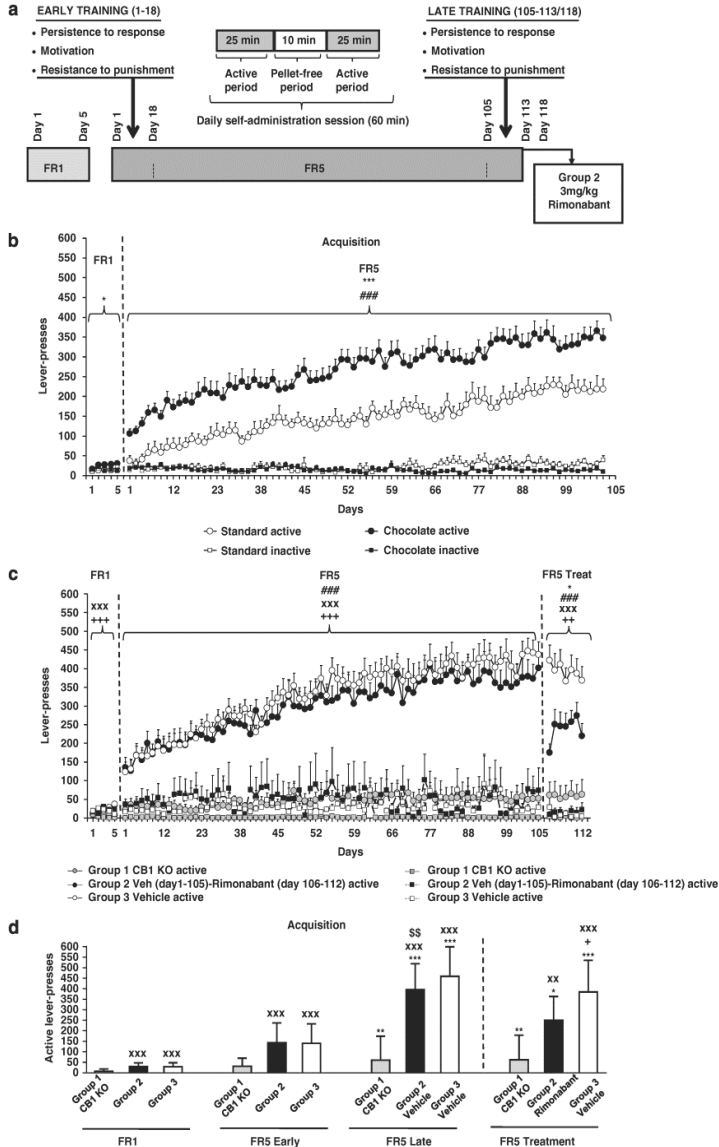 a
EARLY TRAINING (1-18)
• Persistence to response
• Motivation
• Resistance to punishment
25 min 10 min 25 min
Active period
Pellet-free period
Active period
Daily self-administration session (60 min)
LATE TRAINING (105-113/118)
• Persistence to response
• Motivation
• Resistance to punishment
Day 1
Day 5
Day 1
Day 18
Day 105
Day 113
Day 118
FR1
FR5
Group 2
3mg/kg
Rimonabant
b
Acquisition
FR1
*
FR5
***
###
Lever-presses
600
550
500
450
400
350
300
250
200
150
100
50
0
1 5 1 12 23 38 45 52 59 66 77 88 99 105
Days
Standard active
Chocolate active
Standard inactive
Chocolate inactive
c
FR1
xxx
+++
FR5
###
xxx
+++
FR5 Treat
*
###
xxx
++
Lever-presses
600
550
500
450
400
350
300
250
200
150
100
50
0
1 5 1 12 23 38 45 52 59 66 77 88 99 105 112
Days
Group 1 CB1 KO active
Group 1 CB1 KO active
Group 2 Veh (day1-105)-Rimonabant (day 106-112) active
Group 2 Veh (day1-105)-Rimonabant (day 106-112) active
Group 3 Vehicle active
Group 3 Vehicle active
d
Acquisition
Active lever-presses
600
550
500
450
400
350
300
250
200
150
100
50
0
xxx
xxx
xxx
xxx
**
$$
xxx
***
xxx
***
**
xx
*
xxx
+
***
Group 1 CB1 KO
Group 2
Group 3
Group 1 CB1 KO
Group 2
Group 3
Group 1 CB1 KO
Group 2 Vehicle
Group 3 Vehicle
Group 1 CB1 KO
Group 2 Rimonabant
Group 3 Vehicle
FR1
FR5 Early
FR5 Late
FR5 Treatment